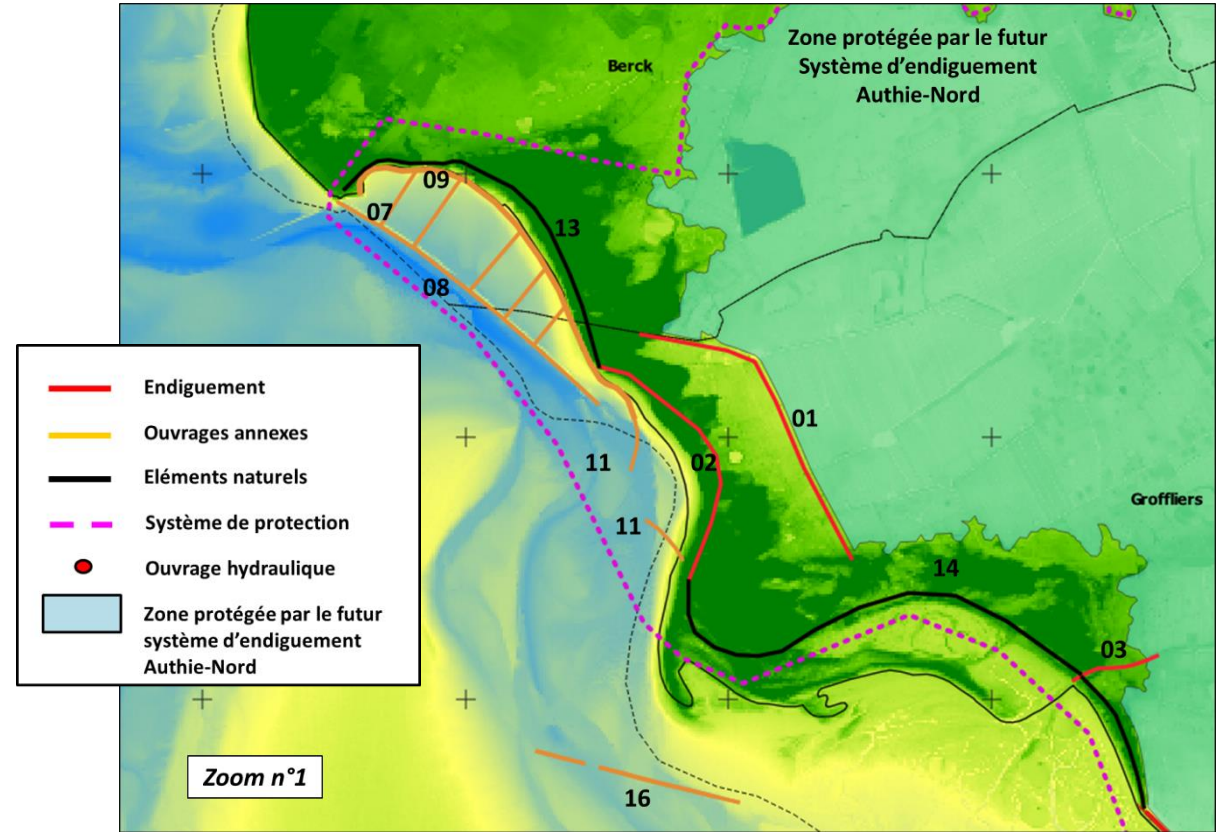 Zone protégée par le futur
Système d'endiguement
Authie-Nord
Berck
09
07
13
08
01
02
11
11
Groffliers
14
03
16
Endiguement
Ouvrages annexes
Eléments naturels
Système de protection
Ouvrage hydraulique
Zone protégée par le futur
système d'endiguement
Authie-Nord
Zoom n°1